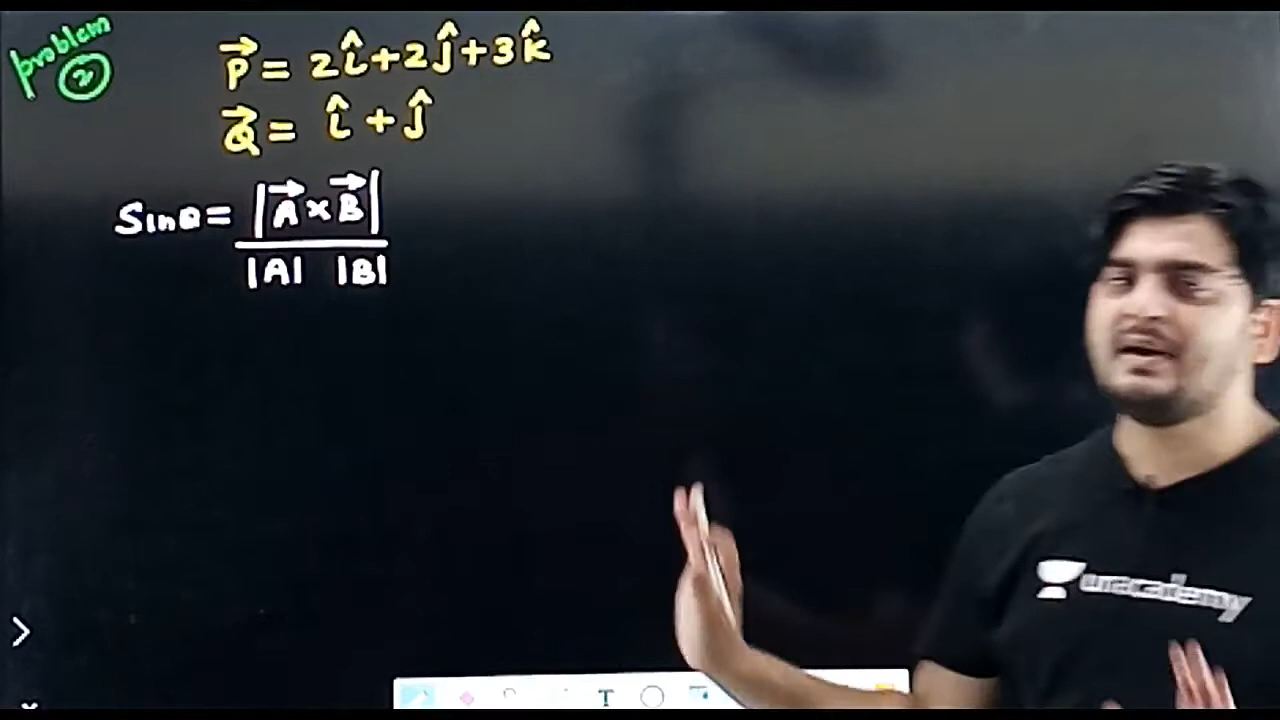 problem
2
P⃗ = 2î+2ĵ+3k̂
Q⃗ = î+ĵ
Sinθ= |A⃗×B⃗|
|A| |B|
unacademy
T